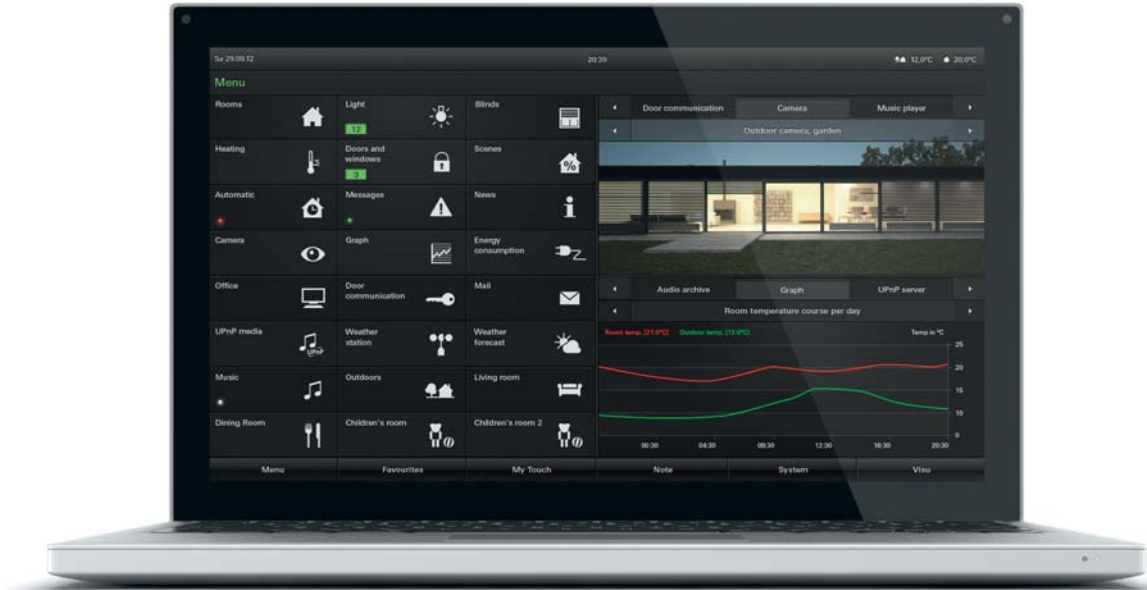 Sa 29.09.12
20:39
12,0°C
20,0°C
Menu
Rooms
Light
12
Blinds
Heating
Doors and
windows
3
Scenes
%
Automatic
Messages
News
Camera
Graph
Energy
consumption
Office
Door
communication
Mail
UPnP media
UPnP
Weather
station
Weather
forecast
Music
Outdoors
Living room
Dining Room
Children's room
Children's room 2
Door communication
Camera
Music player
Outdoor camera, garden
Audio archive
Graph
UPnP server
Room temperature course per day
Room temp. [21.0°C]
Outdoor temp. [12.0°C]
Temp in °C
25
20
15
10
0
00:30
04:30
08:30
12:30
16:30
20:30
Menu
Favourites
My Touch
Note
System
Visu